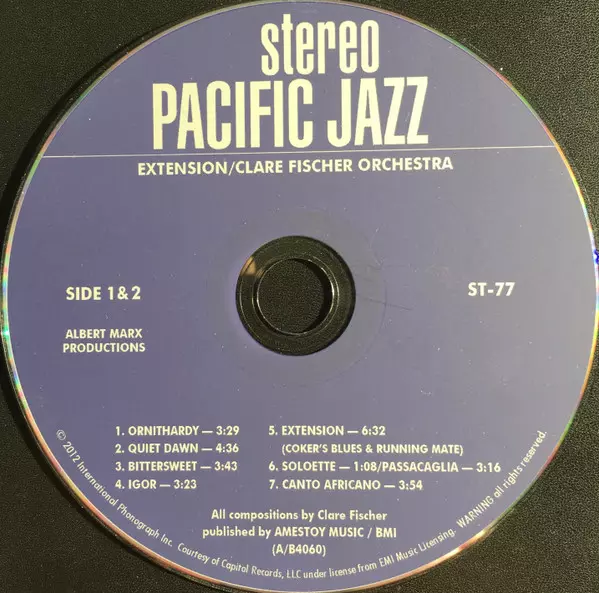 stereo
PACIFIC JAZZ
EXTENSION/CLARE FISCHER ORCHESTRA
SIDE 1 & 2
ST-77
ALBERT MARX
PRODUCTIONS
1. ORNITHARDY — 3:29
2. QUIET DAWN — 4:36
3. BITTERSWEET — 3:43
4. IGOR — 3:23
5. EXTENSION — 6:32
(COKER'S BLUES & RUNNING MATE)
6. SOLOETTE — 1:08/PASSACAGLIA — 3:16
7. CANTO AFRICANO — 3:54
All compositions by Clare Fischer
published by AMESTOY MUSIC / BMI
(A/B4060)
© 2012 International Phonograph Inc. Courtesy of Capitol Records, LLC under license from EMI Music Licensing. WARNING all rights reserved.